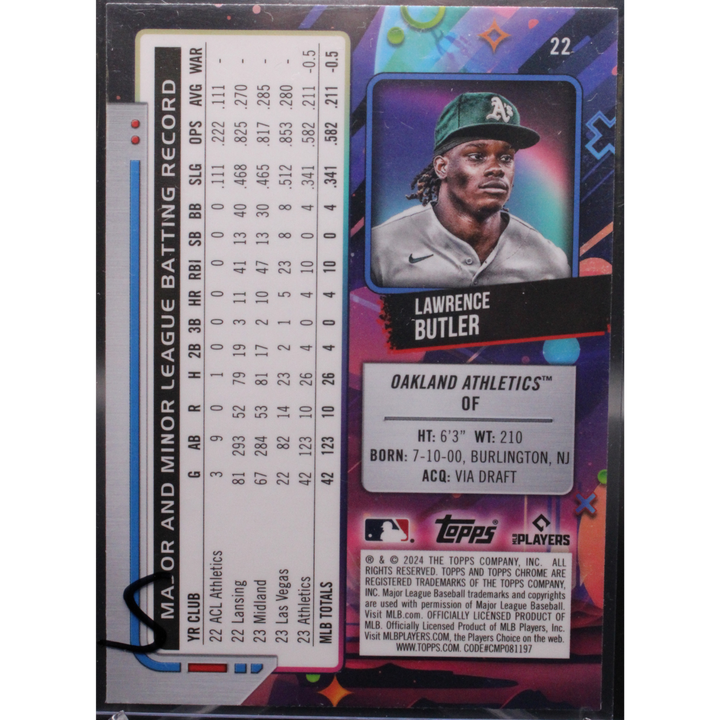 22
A's
LAWRENCE
BUTLER
OAKLAND ATHLETICS™
OF
HT: 6'3" WT: 210
BORN: 7-10-00, BURLINGTON, NJ
ACQ: VIA DRAFT
topps
MLB PLAYERS
® & © 2024 THE TOPPS COMPANY, INC. ALL
RIGHTS RESERVED. TOPPS AND TOPPS CHROME ARE
REGISTERED TRADEMARKS OF THE TOPPS COMPANY,
INC. Major League Baseball trademarks and copyrights
are used with permission of Major League Baseball.
Visit MLB.com. OFFICIALLY LICENSED PRODUCT OF
MLB. Officially Licensed Product of MLB Players, Inc.
Visit MLBPLAYERS.COM, the Players Choice on the web.
WWW.TOPPS.COM. CODE#CMP081197
MAJOR AND MINOR LEAGUE BATTING RECORD
YR CLUB G AB R H 2B 3B HR RBI SB BB SLG OPS AVG WAR
22 ACL Athletics 3 9 0 1 0 0 0 0 0 0 .111 .222 .111 -
22 Lansing 81 293 52 79 19 3 11 41 13 40 .468 .825 .270 -
23 Midland 67 284 53 81 17 2 10 47 13 30 .465 .817 .285 -
23 Las Vegas 22 82 14 23 2 1 5 23 8 8 .512 .853 .280 -
23 Athletics 42 123 10 26 4 0 4 10 0 4 .341 .582 .211 -0.5
MLB TOTALS 42 123 10 26 4 0 4 10 0 4 .341 .582 .211 -0.5